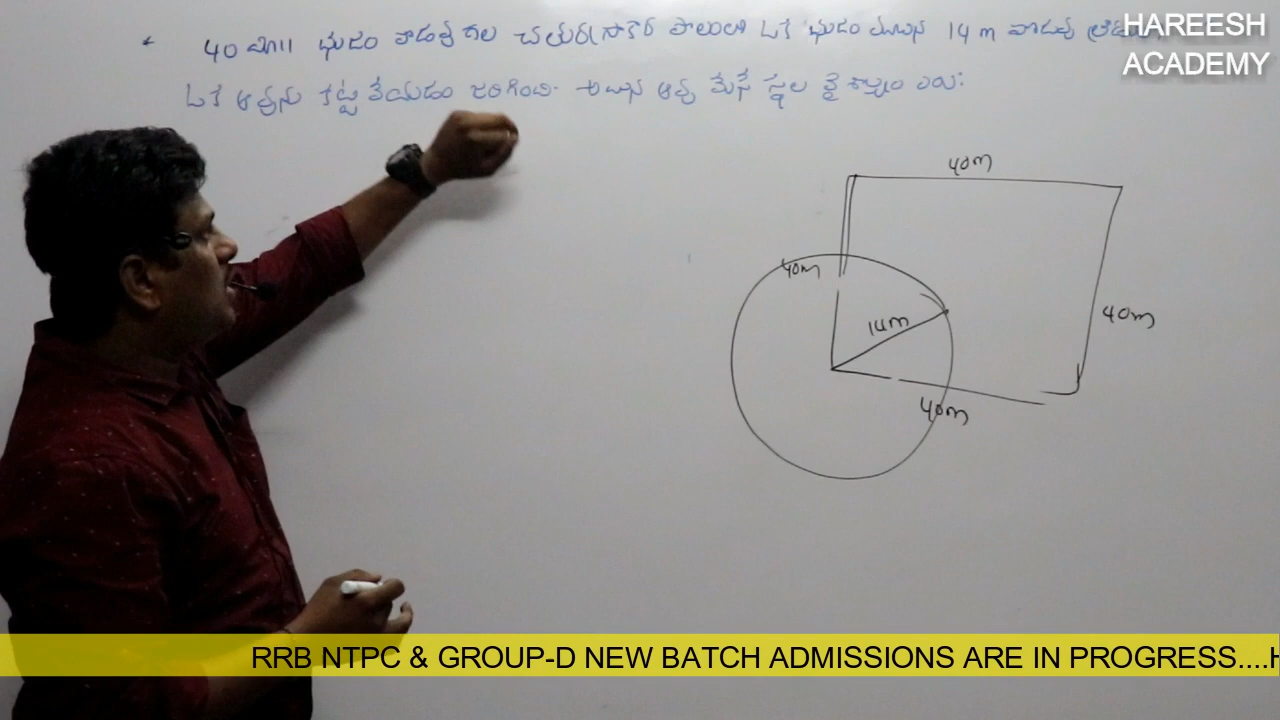 40 మీ॥ భుజం పొడవు గల చతురస్రాకార పొలంలో ఒక భుజం మూలన 14 m పొడవు
ఒక ఆవును కట్టి వేయడం జరిగింది. అయిన ఆవు మేసే స్థల వైశాల్యం ఎంత?
HAREESH
ACADEMY
40m
40m
14m
40m
40m
RRB NTPC & GROUP-D NEW BATCH ADMISSIONS ARE IN PROGRESS....H